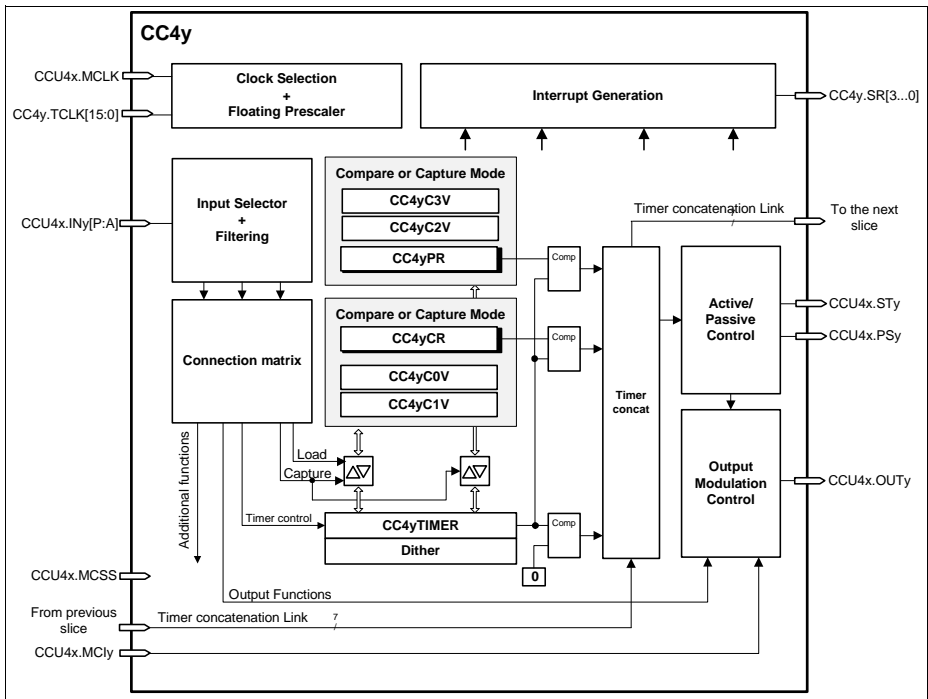 CC4y
CCU4x.MCLK
CC4y.TCLK[15:0]
Clock Selection
+
Floating Prescaler
Interrupt Generation
CC4y.SR[3...0]
CCU4x.INy[P:A]
Input Selector
+
Filtering
Compare or Capture Mode
CC4yC3V
CC4yC2V
CC4yPR
Comp
Timer concatenation Link
7
To the next
slice
Connection matrix
Compare or Capture Mode
CC4yCR
CC4yC0V
CC4yC1V
Comp
Timer
concat
Active/
Passive
Control
CCU4x.STy
CCU4x.PSy
Additional functions
Load
Capture
Timer control
CC4yTIMER
Dither
Comp
0
Output
Modulation
Control
CCU4x.OUTy
CCU4x.MCSS
Output Functions
From previous
slice
Timer concatenation Link
7
CCU4x.MCIy